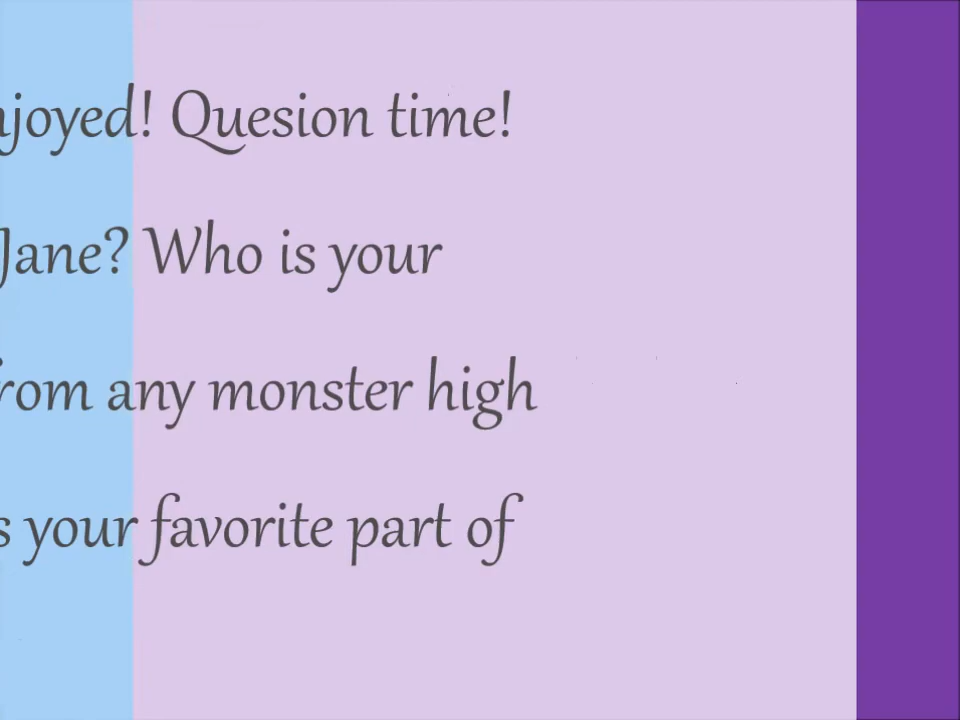 njoyed! Quesion time!
Jane? Who is your
rom any monster high
s your favorite part of